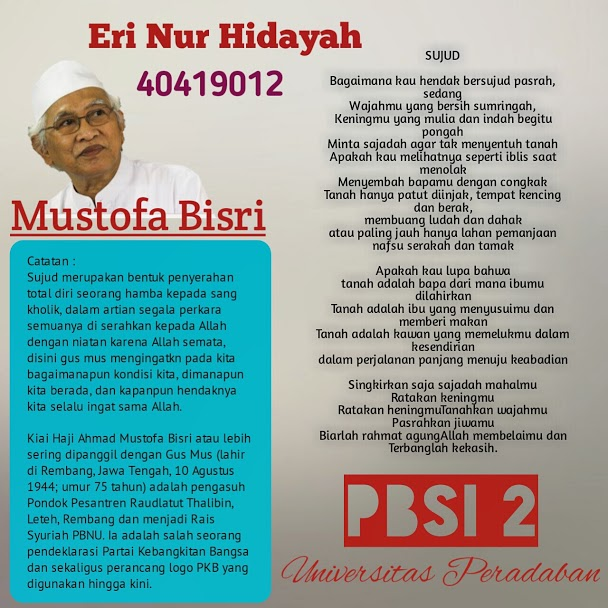 Eri Nur Hidayah
40419012
Mustofa Bisri
Catatan :
Sujud merupakan bentuk penyerahan
total diri seorang hamba kepada sang
kholik, dalam artian segala perkara
semuanya di serahkan kepada Allah
dengan niatan karena Allah semata,
disini gus mus mengingatkn pada kita
bagaimanapun kondisi kita, dimanapun
kita berada, dan kapanpun hendaknya
kita selalu ingat sama Allah.
Kiai Haji Ahmad Mustofa Bisri atau lebih
sering dipanggil dengan Gus Mus (lahir
di Rembang, Jawa Tengah, 10 Agustus
1944; umur 75 tahun) adalah pengasuh
Pondok Pesantren Raudlatut Thalibin,
Leteh, Rembang dan menjadi Rais
Syuriah PBNU. Ia adalah salah seorang
pendeklarasi Partai Kebangkitan Bangsa
dan sekaligus perancang logo PKB yang
digunakan hingga kini.
SUJUD
Bagaimana kau hendak bersujud pasrah,
sedang
Wajahmu yang bersih sumringah,
Keningmu yang mulia dan indah begitu
pongah
Minta sajadah agar tak menyentuh tanah
Apakah kau melihatnya seperti iblis saat
menolak
Menyembah bapamu dengan congkak
Tanah hanya patut diinjak, tempat kencing
dan berak,
membuang ludah dan dahak
atau paling jauh hanya lahan pemanjaan
nafsu serakah dan tamak
Apakah kau lupa bahwa
tanah adalah bapa dari mana ibumu
dilahirkan
Tanah adalah ibu yang menyusuimu dan
memberi makan
Tanah adalah kawan yang memelukmu dalam
kesendirian
dalam perjalanan panjang menuju keabadian
Singkirkan saja sajadah mahalmu
Ratakan keningmu
Ratakan heningmuTanahkan wajahmu
Pasrahkan jiwamu
Biarlah rahmat agungAllah membelaimu dan
Terbanglah kekasih.
PBSI 2
Universitas Peradaban